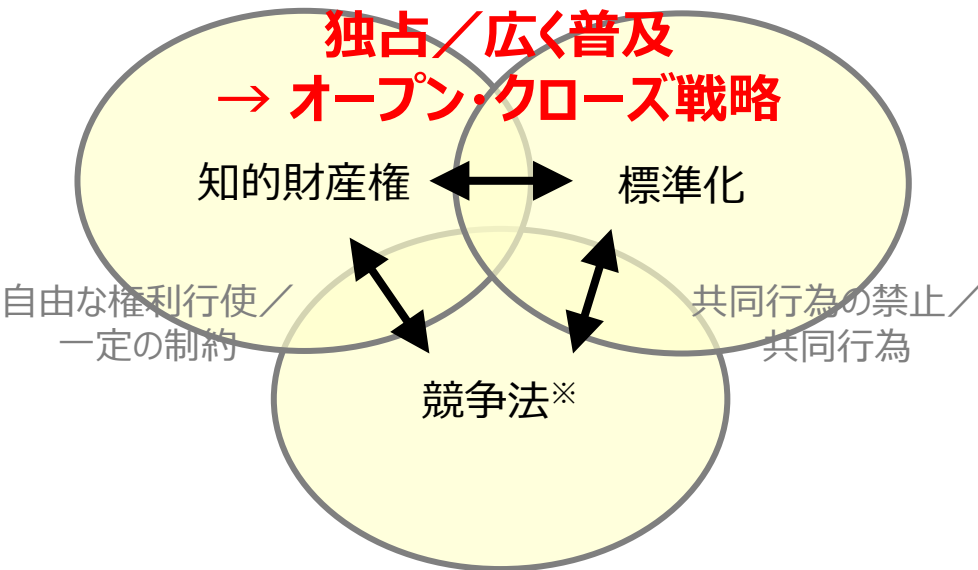 独占／広く普及
→ オープン・クローズ戦略
知的財産権
標準化
自由な権利行使／
一定の制約
共同行為の禁止／
共同行為
競争法※